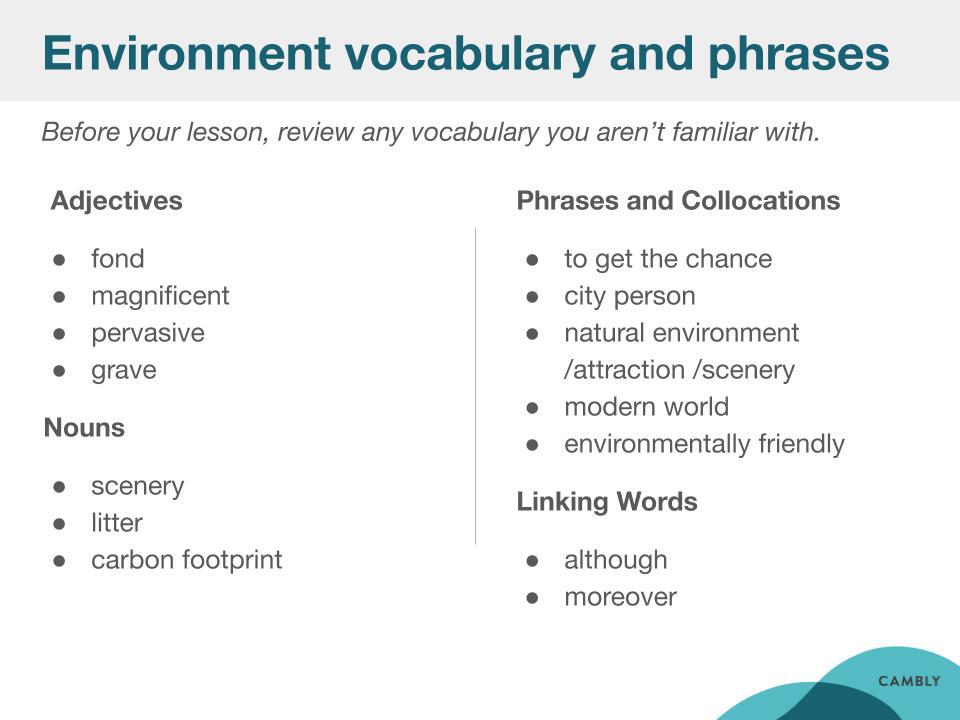 Environment vocabulary and phrases
Before your lesson, review any vocabulary you aren't familiar with.
Adjectives
● fond
● magnificent
● pervasive
● grave
Nouns
● scenery
● litter
● carbon footprint
Phrases and Collocations
● to get the chance
● city person
● natural environment
/attraction /scenery
● modern world
● environmentally friendly
Linking Words
● although
● moreover
CAMBLY